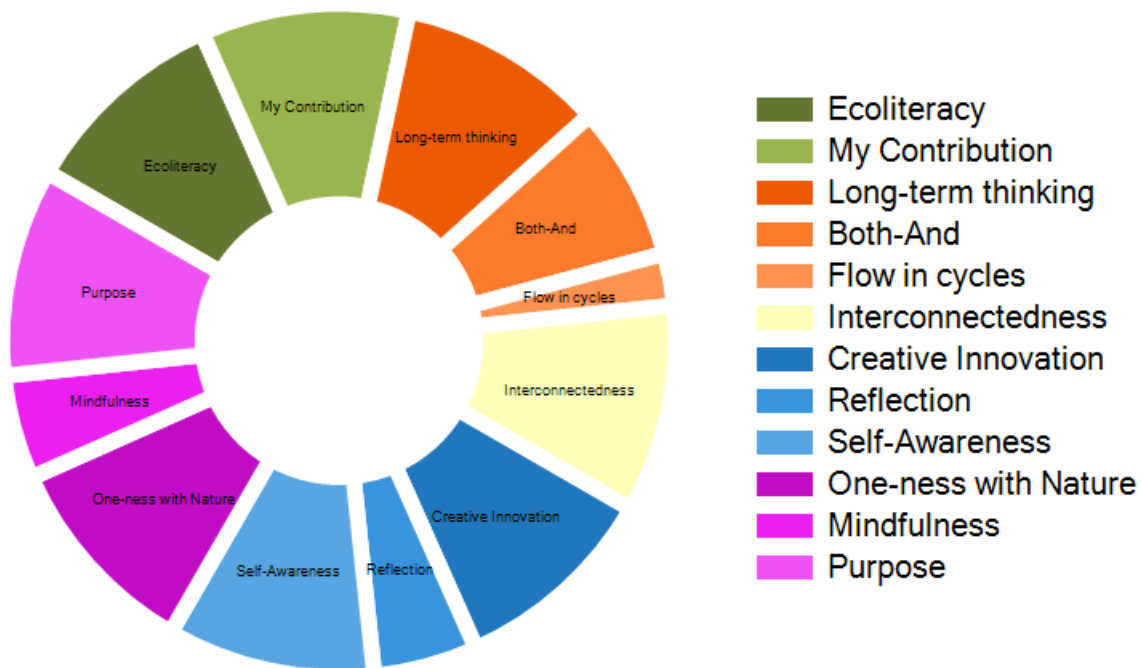 My Contribution
Long-term thinking
Ecoliteracy
Both-And
Purpose
Flow in cycles
Interconnectedness
Mindfulness
One-ness with Nature
Creative Innovation
Self-Awareness
Reflection
Ecoliteracy
My Contribution
Long-term thinking
Both-And
Flow in cycles
Interconnectedness
Creative Innovation
Reflection
Self-Awareness
One-ness with Nature
Mindfulness
Purpose